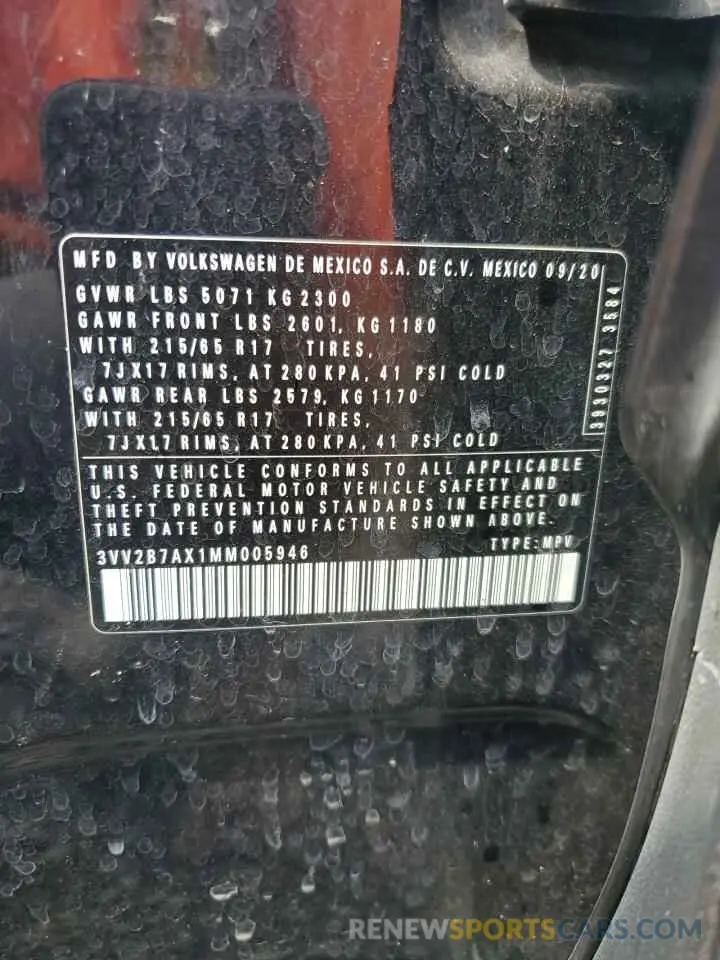 MFD BY VOLKSWAGEN DE MEXICO S.A. DE C.V. MEXICO 09/20
GVWR LBS 5071 KG 2300
GAWR FRONT LBS 2601, KG 1180
WITH 215/65 R17 TIRES,
7JX17 RIMS, AT 280 KPA, 41 PSI COLD
GAWR REAR LBS 2579, KG 1170
WITH 215/65 R17 TIRES,
7JX17 RIMS, AT 280 KPA, 41 PSI COLD
3930327 3584
THIS VEHICLE CONFORMS TO ALL APPLICABLE
U.S. FEDERAL MOTOR VEHICLE SAFETY AND
THEFT PREVENTION STANDARDS IN EFFECT ON
THE DATE OF MANUFACTURE SHOWN ABOVE.
3VV2B7AX1MM005946 TYPE: MPV
RENEWSPORTSCARS.COM